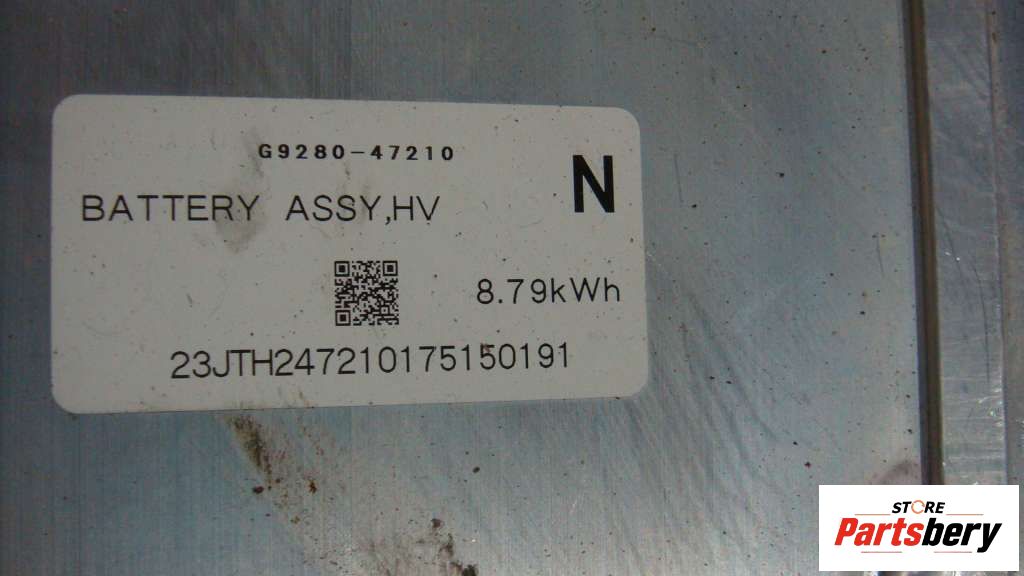 G9280-47210
N
BATTERY ASSY,HV
8.79kWh
23JTH247210175150191
STORE
Partsbery